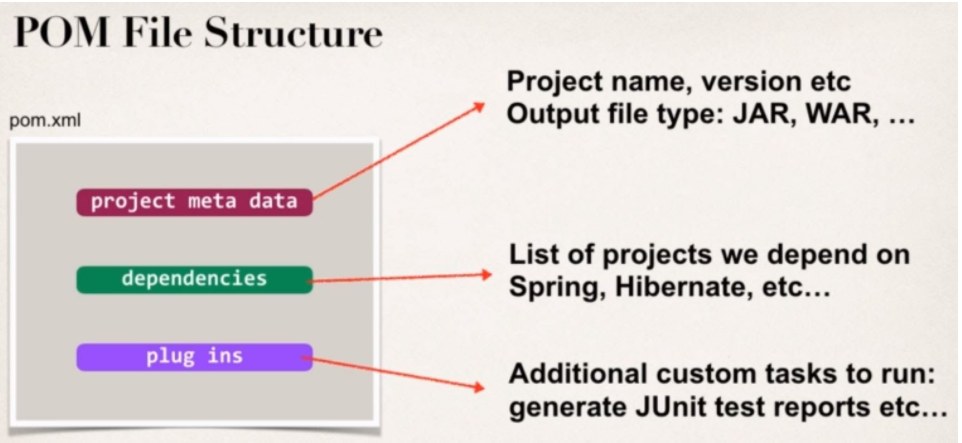 POM File Structure
pom.xml
project meta data
Project name, version etc
Output file type: JAR, WAR, …
dependencies
List of projects we depend on
Spring, Hibernate, etc…
plug ins
Additional custom tasks to run:
generate JUnit test reports etc…